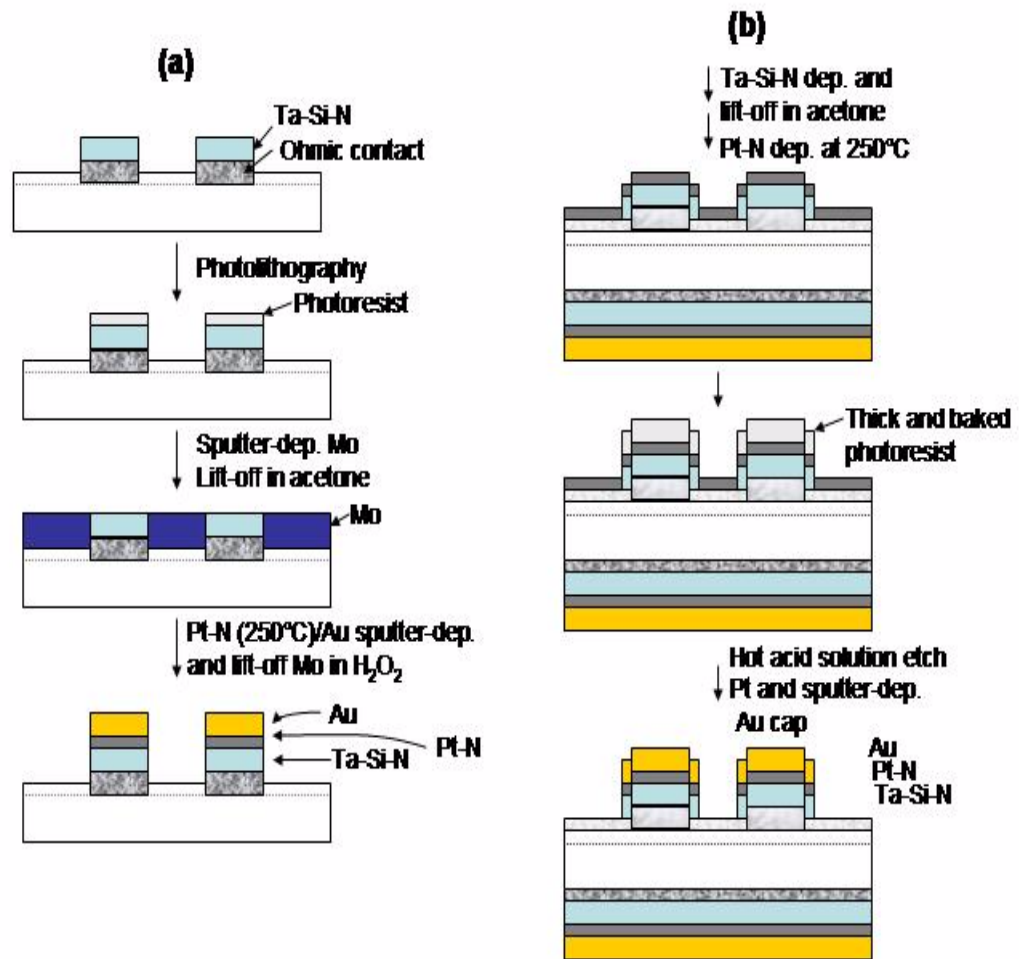 (a)
Ta-Si-N
Ohmic contact
Photolithography
Photoresist
Sputter-dep. Mo
Lift-off in acetone
Mo
Pt-N (250°C)/Au sputter-dep.
and lift-off Mo in H₂O₂
Au
Pt-N
Ta-Si-N
(b)
Ta-Si-N dep. and
lift-off in acetone
Pt-N dep. at 250°C
Thick and baked
photoresist
Hot acid solution etch
Pt and sputter-dep.
Au cap
Au
Pt-N
Ta-Si-N